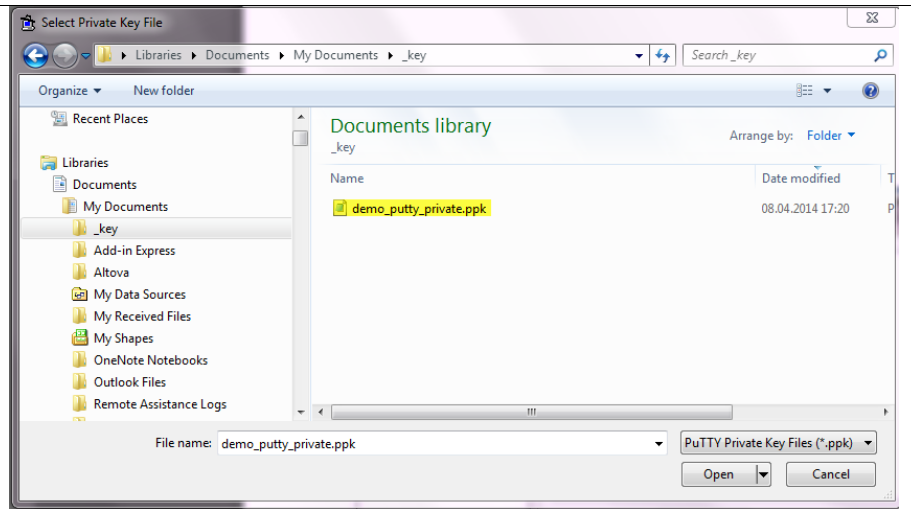 Select Private Key File
Libraries Documents My Documents _key
Search _key
Organize New folder
Recent Places
Libraries
Documents
My Documents
_key
Add-in Express
Altova
My Data Sources
My Received Files
My Shapes
OneNote Notebooks
Outlook Files
Remote Assistance Logs
Documents library
_key
Arrange by: Folder
Name Date modified T
demo_putty_private.ppk 08.04.2014 17:20 P
File name: demo_putty_private.ppk PuTTY Private Key Files (*.ppk)
Open Cancel